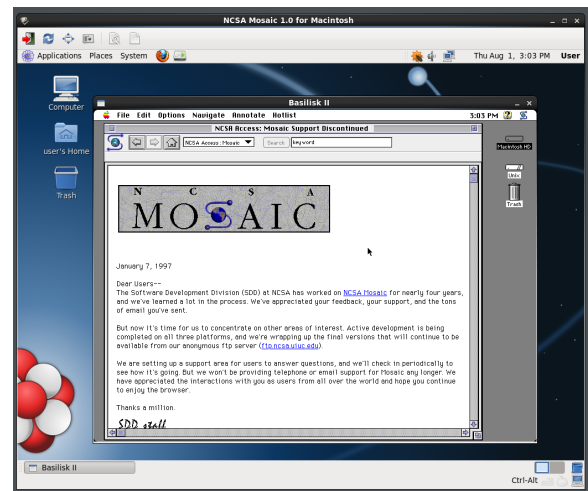 NCSA Mosaic 1.0 for Macintosh
Applications Places System Thu Aug 1, 3:03 PM User
Computer
user's Home
Trash
Basilisk II
File Edit Options Navigate Annotate Hotlist 3:03 PM
NCSA Access: Mosaic Support Discontinued
NCSA Access : Mosaic Search keyword
Macintosh HD
Unix
Trash
N C S A
MOSAIC
January 7, 1997
Dear Users--
The Software Development Division (SDD) at NCSA has worked on NCSA Mosaic for nearly four years,
and we've learned a lot in the process. We've appreciated your feedback, your support, and the tons
of email you've sent.
But now it's time for us to concentrate on other areas of interest. Active development is being
completed on all three platforms, and we're wrapping up the final versions that will continue to be
available from our anonymous ftp server (ftp.ncsa.uiuc.edu).
We are setting up a support area for users to answer questions, and we'll check in periodically to
see how it's going. But we won't be providing telephone or email support for Mosaic any longer. We
have appreciated the interactions with you as users from all over the world and hope you continue
to enjoy the browser.
Thanks a million.
SDD staff
Basilisk II
Ctrl-Alt